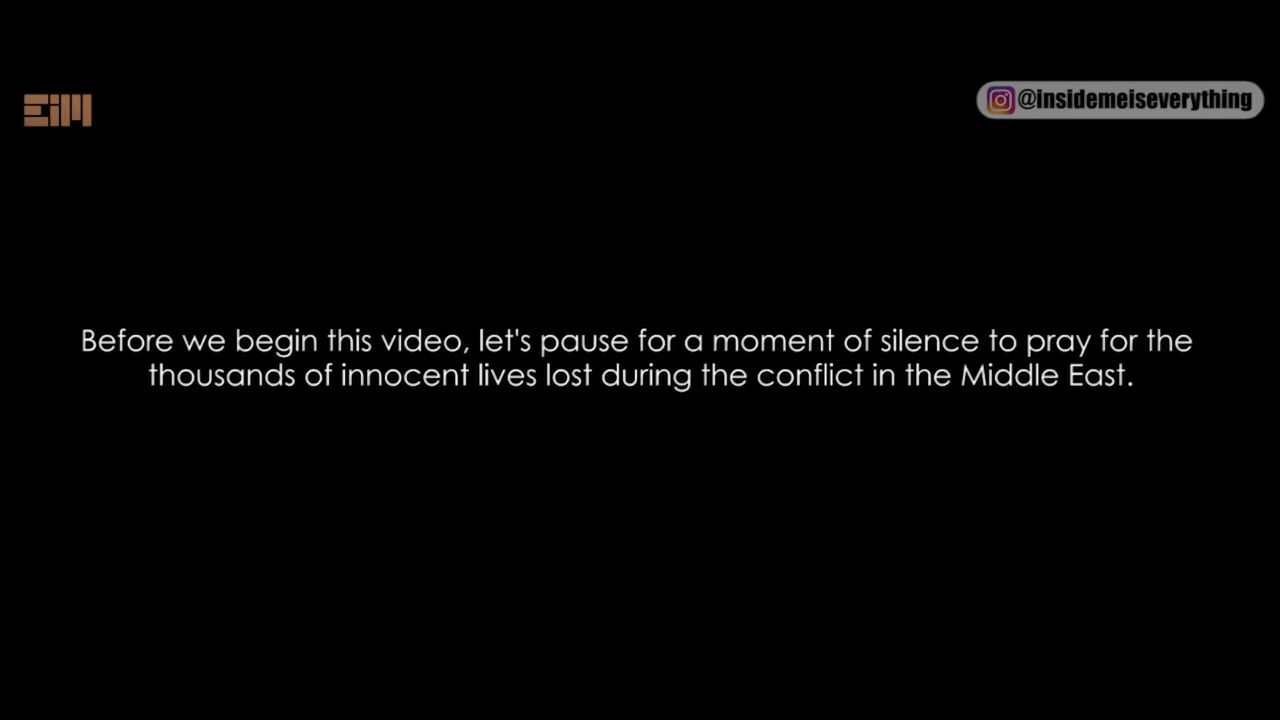 EiM
@insidemeiseverything
Before we begin this video, let's pause for a moment of silence to pray for the
thousands of innocent lives lost during the conflict in the Middle East.